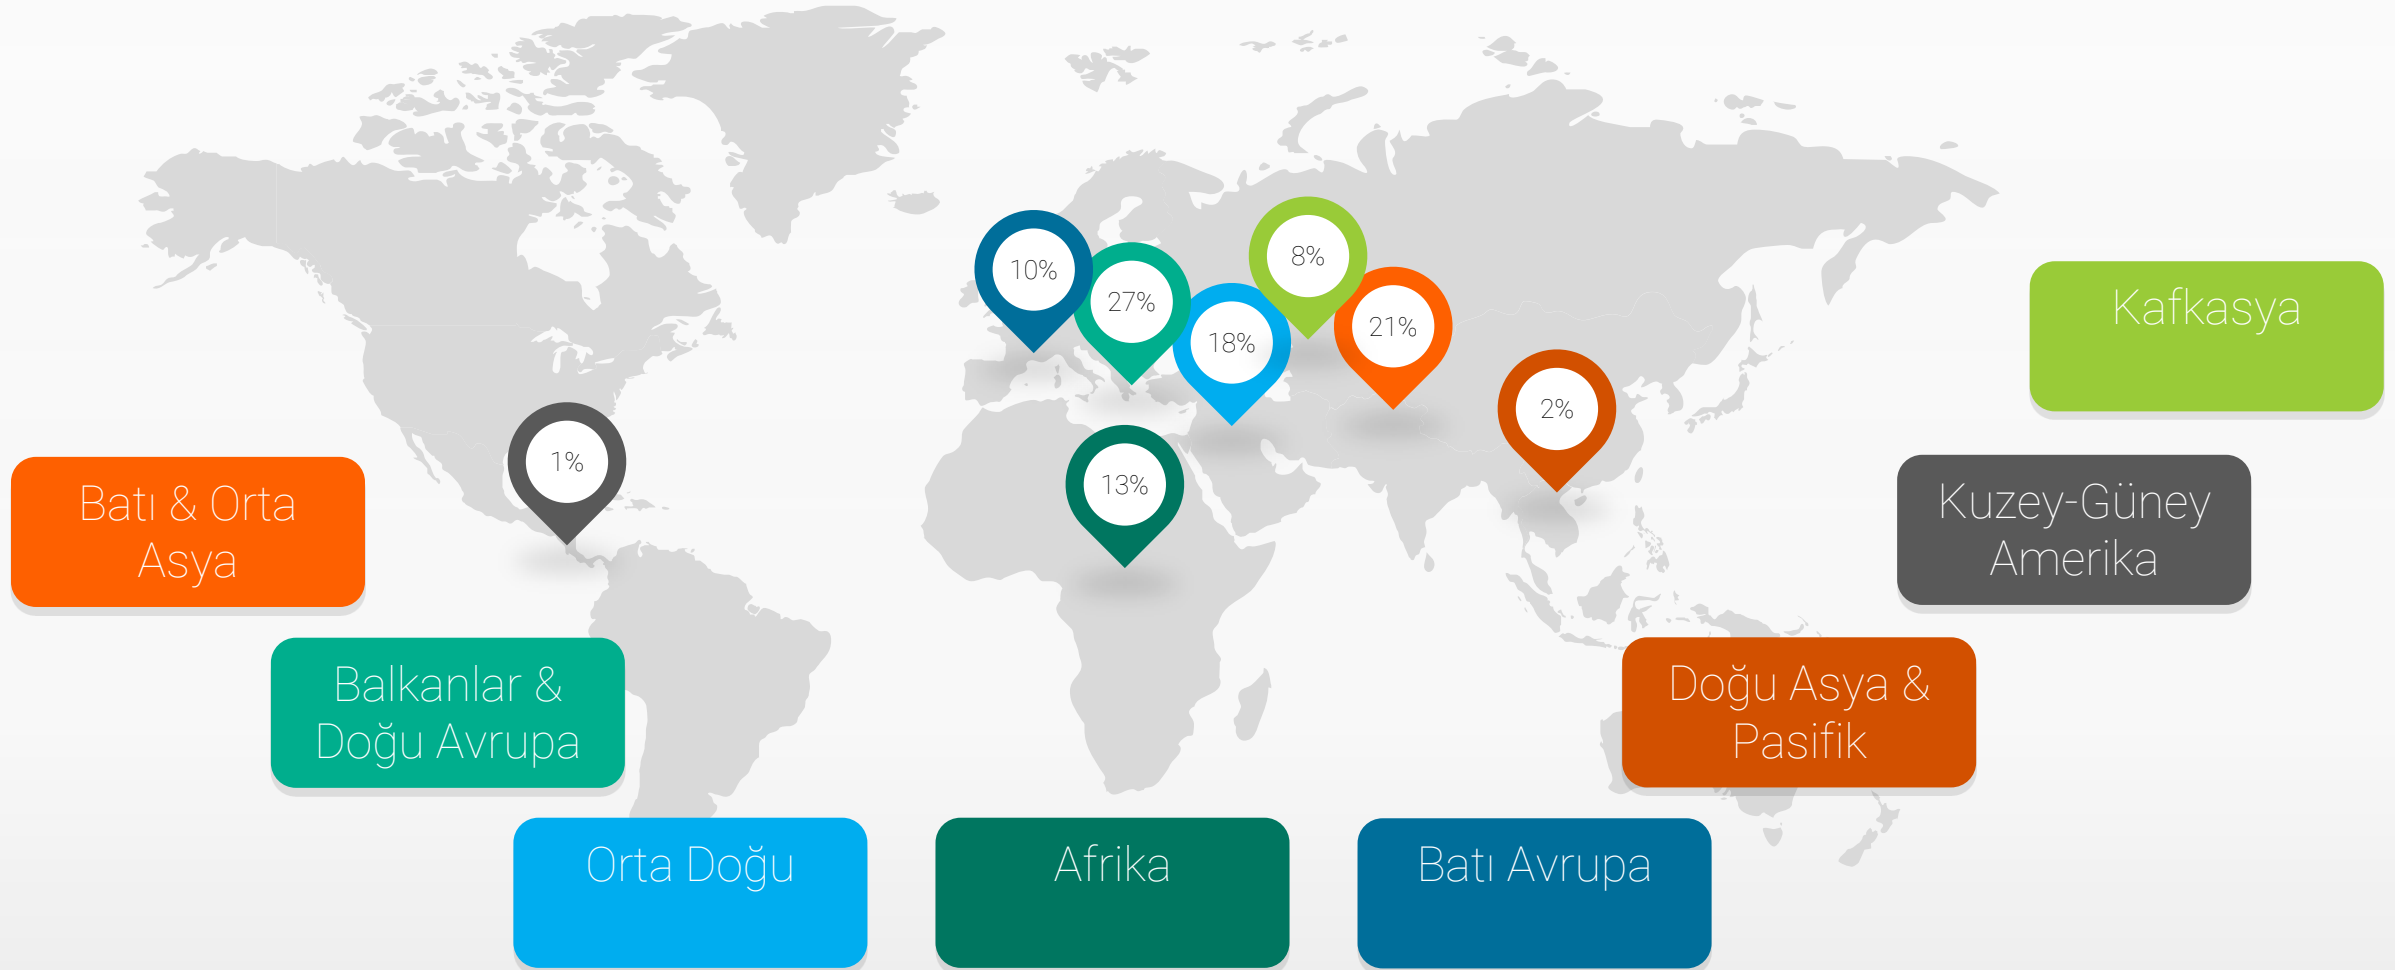 8%
10%
27%
21%
18%
2%
1%
13%
Kafkasya
Batı & Orta
Asya
Kuzey-Güney
Amerika
Balkanlar &
Doğu Avrupa
Doğu Asya &
Pasifik
Orta Doğu
Afrika
Batı Avrupa